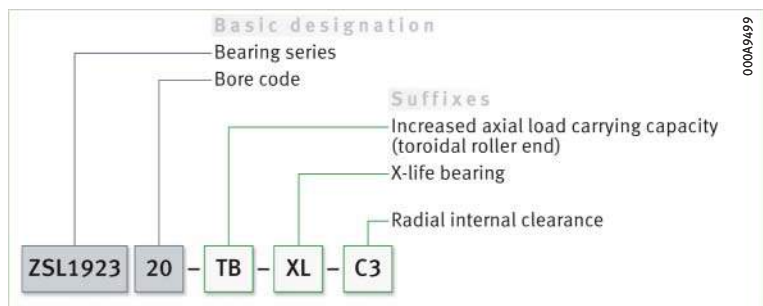 Basic designation
Bearing series
Bore code
Suffixes
Increased axial load carrying capacity
(toroidal roller end)
X-life bearing
Radial internal clearance
ZSL1923 20 – TB – XL – C3
000A9499